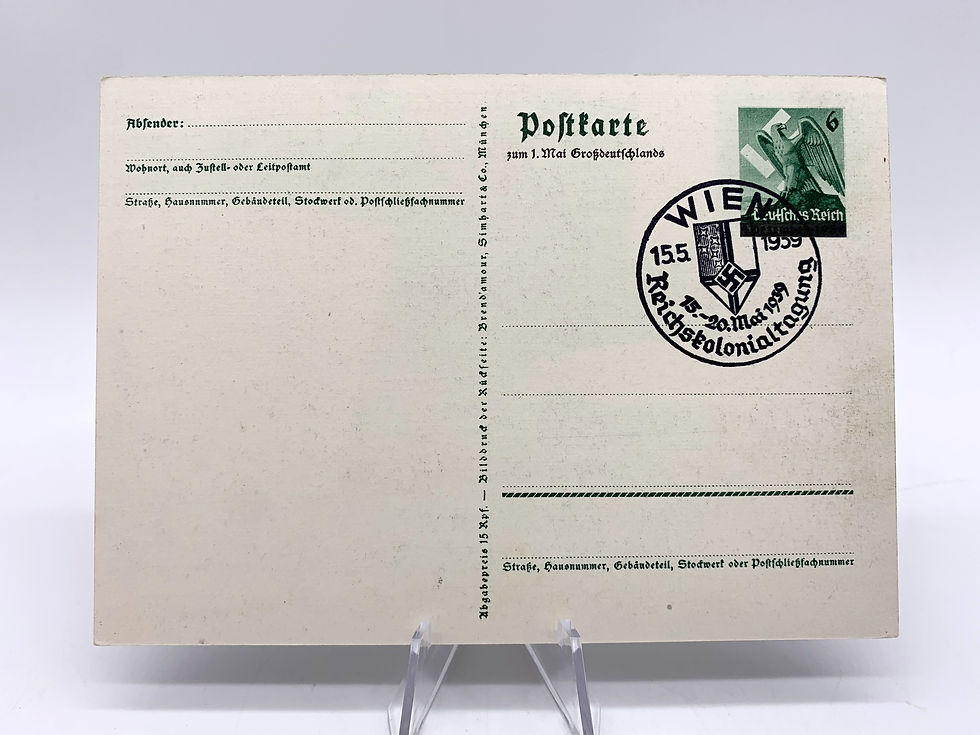 Absender:
Wohnort, auch Zustell- oder Leitpostamt
Straße, Hausnummer, Gebäudeteil, Stockwerk od. Postschließfachnummer
Abgabepreis 15 Rpf. — Bilddruck der Rückseite: Brend'amour, Simhart & Co., München
Postkarte
zum 1. Mai Großdeutschlands
6
Deutsches Reich
WIEN
15.5. 1939
15.-20. Mai 1939
Reichskolonialtagung
Straße, Hausnummer, Gebäudeteil, Stockwerk oder Postschließfachnummer